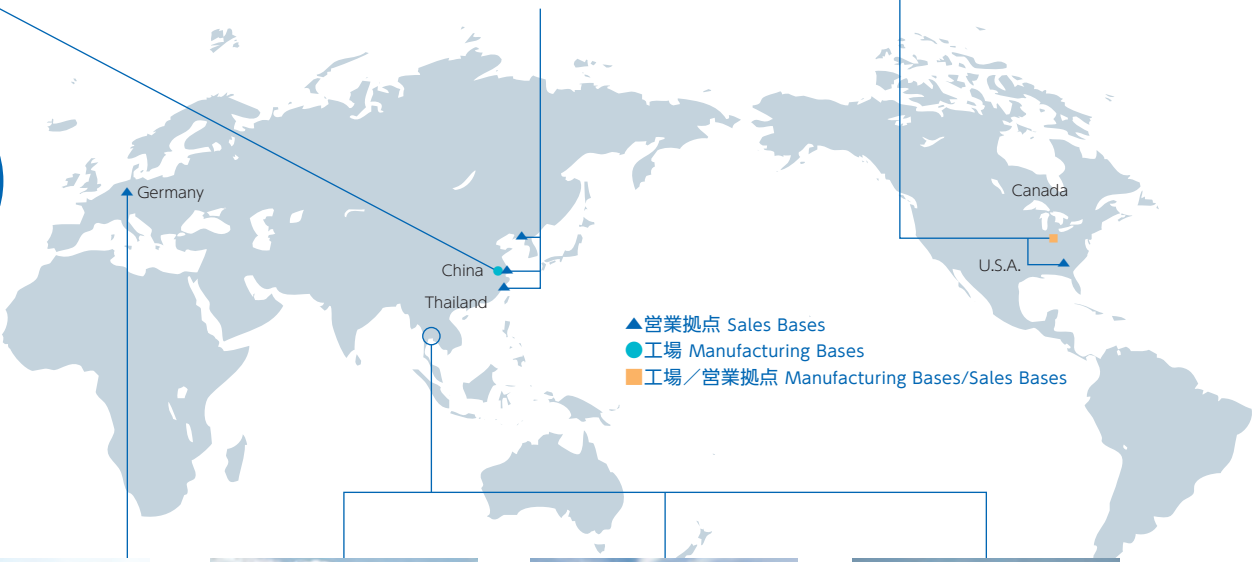 Germany
Canada
China
U.S.A.
Thailand
▲営業拠点 Sales Bases
●工場 Manufacturing Bases
■工場／営業拠点 Manufacturing Bases/Sales Bases